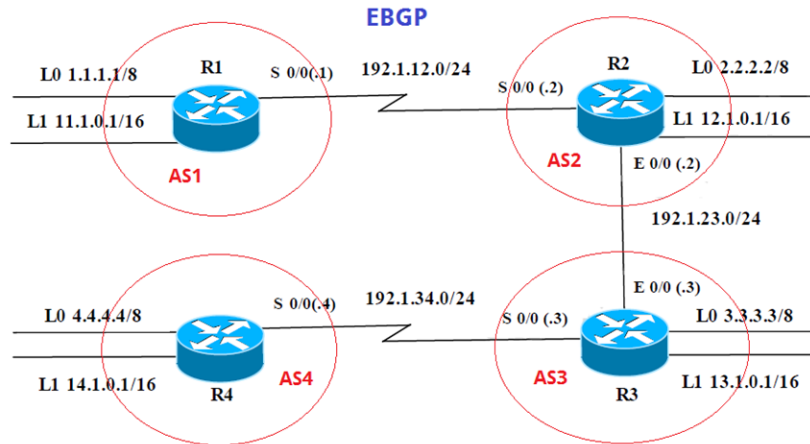 EBGP
R1
L0 1.1.1.1/8
L1 11.1.0.1/16
S 0/0(.1)
AS1
192.1.12.0/24
R2
S 0/0 (.2)
L0 2.2.2.2/8
L1 12.1.0.1/16
AS2
E 0/0 (.2)
192.1.23.0/24
L0 4.4.4.4/8
L1 14.1.0.1/16
S 0/0(.4)
R4
AS4
192.1.34.0/24
E 0/0 (.3)
S 0/0 (.3)
L0 3.3.3.3/8
L1 13.1.0.1/16
AS3
R3